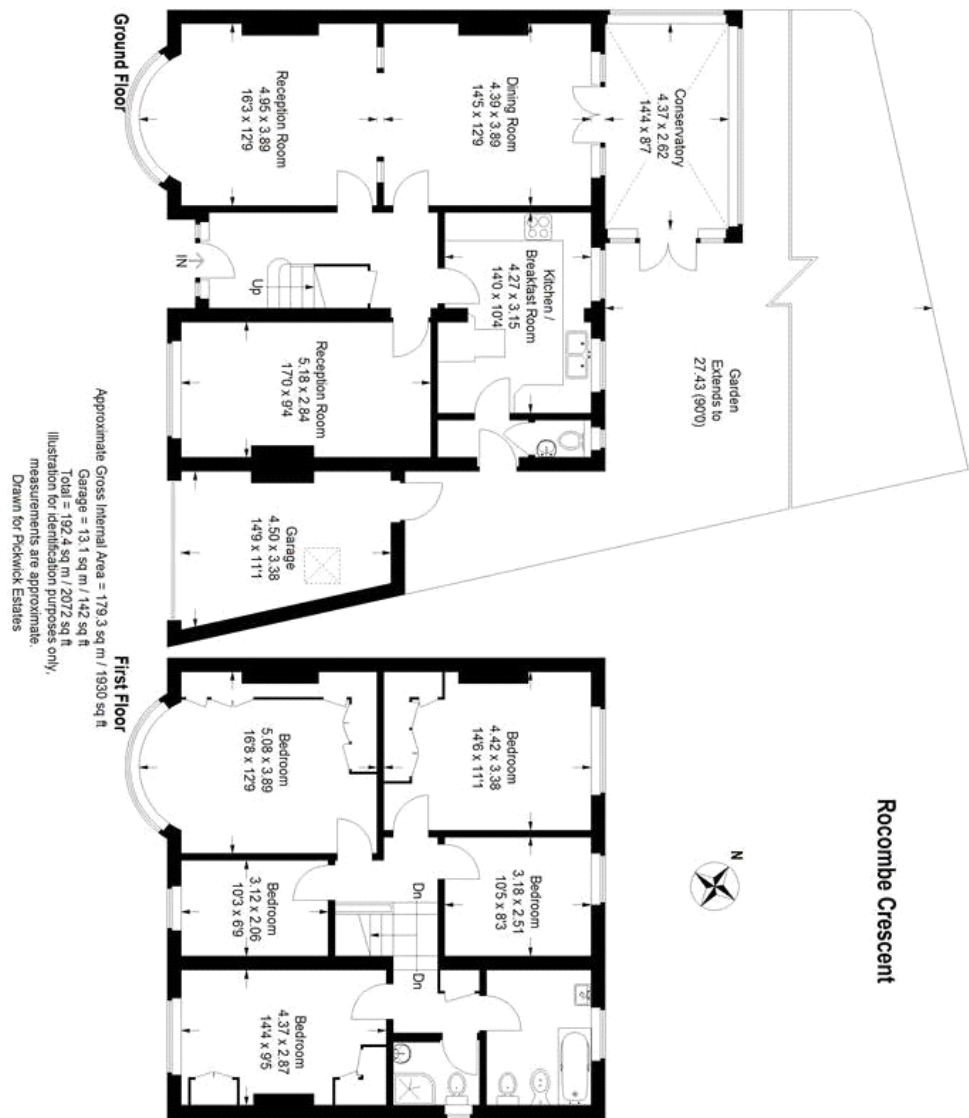 Rocombe Crescent
N
Garden
Extends to
27.43 (90'0)
Conservatory
4.37 x 2.62
14'4 x 8'7
Dining Room
4.39 x 3.89
14'5 x 12'9
Kitchen /
Breakfast Room
4.27 x 3.15
14'0 x 10'4
Reception Room
4.95 x 3.89
16'3 x 12'9
Up
IN
Reception Room
5.18 x 2.84
17'0 x 9'4
Garage
4.50 x 3.38
14'9 x 11'1
Ground Floor
Bedroom
4.42 x 3.38
14'6 x 11'1
Bedroom
3.18 x 2.51
10'5 x 8'3
Bedroom
5.08 x 3.89
16'8 x 12'9
Bedroom
3.12 x 2.06
10'3 x 6'9
Dn
Dn
Bedroom
4.37 x 2.87
14'4 x 9'5
First Floor
Approximate Gross Internal Area = 179.3 sq m / 1930 sq ft
Garage = 13.1 sq m / 142 sq ft
Total = 192.4 sq m / 2072 sq ft
Illustration for identification purposes only,
measurements are approximate.
Drawn for Pickwick Estates